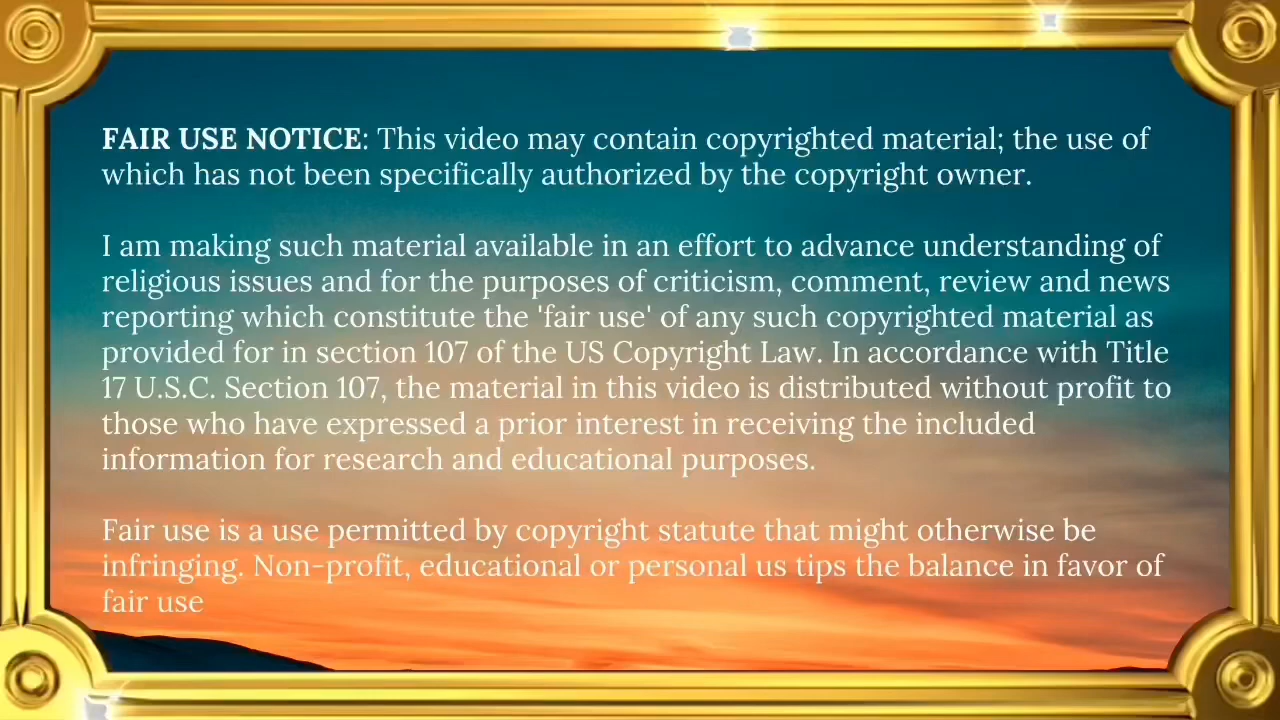 FAIR USE NOTICE: This video may contain copyrighted material; the use of
which has not been specifically authorized by the copyright owner.
I am making such material available in an effort to advance understanding of
religious issues and for the purposes of criticism, comment, review and news
reporting which constitute the 'fair use' of any such copyrighted material as
provided for in section 107 of the US Copyright Law. In accordance with Title
17 U.S.C. Section 107, the material in this video is distributed without profit to
those who have expressed a prior interest in receiving the included
information for research and educational purposes.
Fair use is a use permitted by copyright statute that might otherwise be
infringing. Non-profit, educational or personal us tips the balance in favor of
fair use